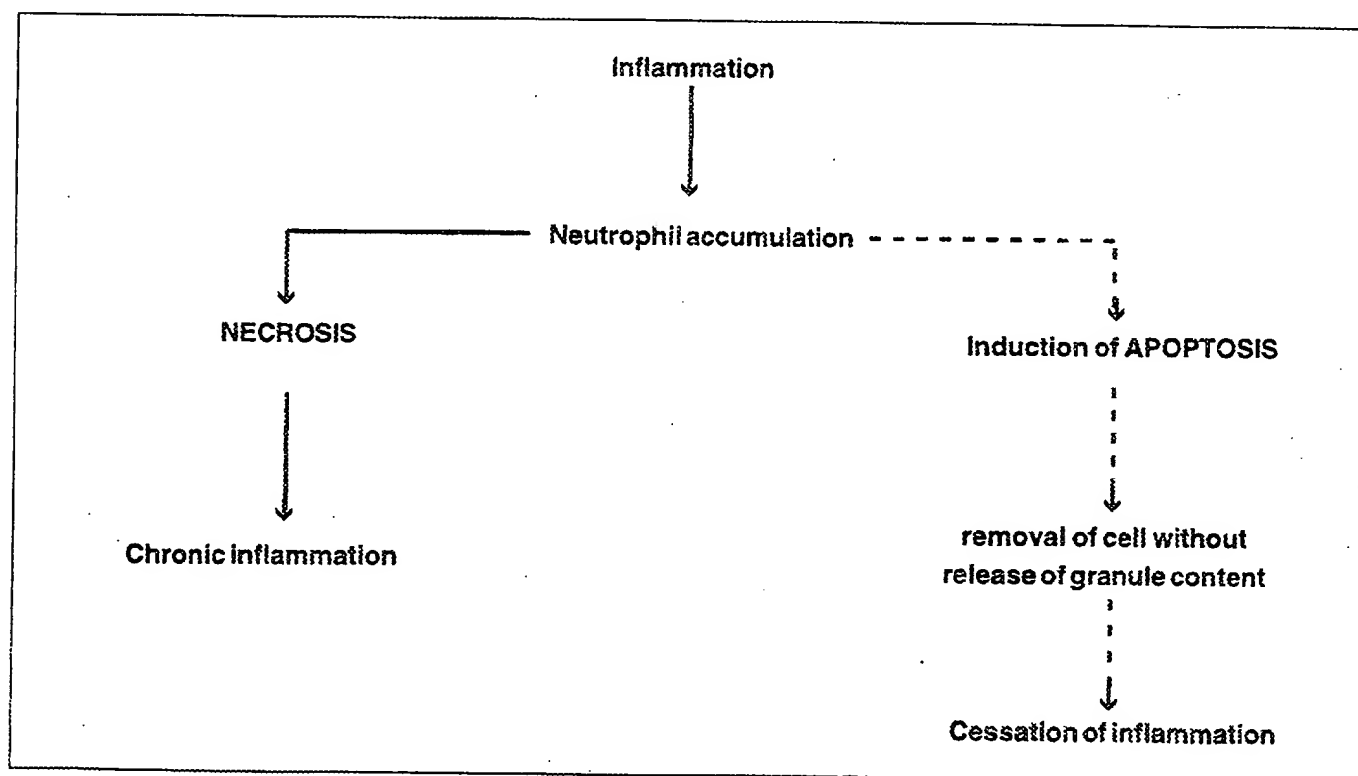 Inflammation
Neutrophil accumulation
NECROSIS
Induction of APOPTOSIS
Chronic inflammation
removal of cell without
release of granule content
Cessation of inflammation